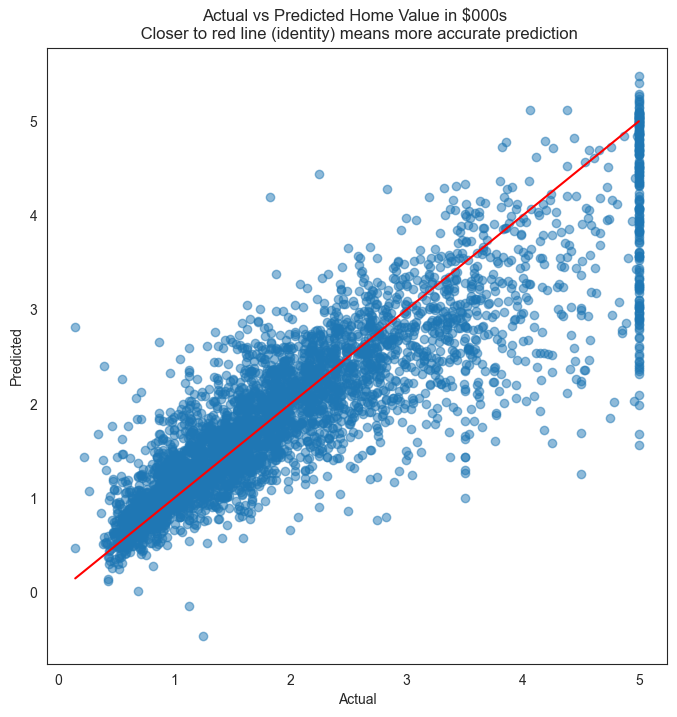 Actual vs Predicted Home Value in $000s
Closer to red line (identity) means more accurate prediction
Predicted
5
4
3
2
1
0
0 1 2 3 4 5
Actual